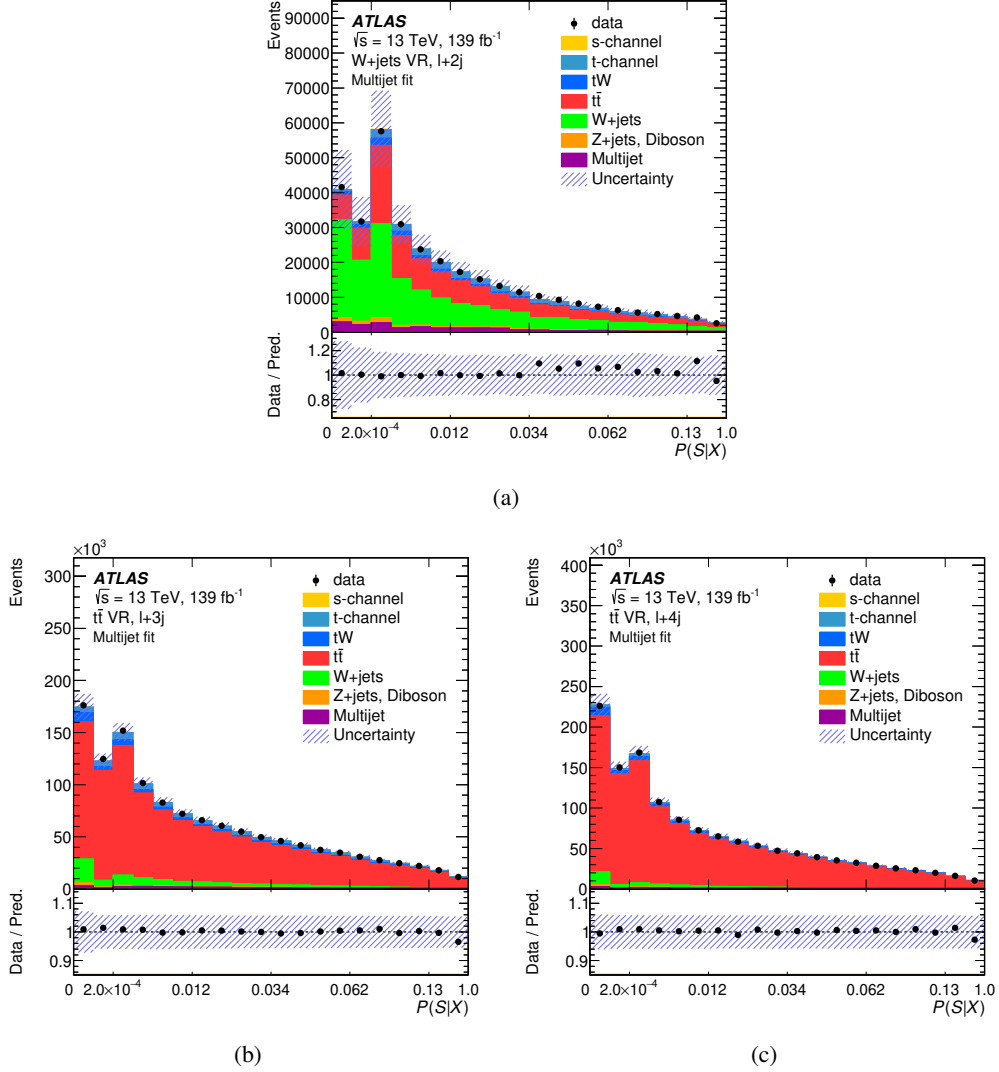 Events
90000
80000
70000
60000
50000
40000
30000
20000
10000
0
ATLAS
√s = 13 TeV, 139 fb⁻¹
W+jets VR, l+2j
Multijet fit
data
s-channel
t-channel
tW
tt̄
W+jets
Z+jets, Diboson
Multijet
Uncertainty
Data / Pred.
1.2
1
0.8
0 2.0×10⁻⁴ 0.012 0.034 0.062 0.13 1.0
P(S|X)
(a)
×10³
Events
300
250
200
150
100
50
0
ATLAS
√s = 13 TeV, 139 fb⁻¹
tt̄ VR, l+3j
Multijet fit
data
s-channel
t-channel
tW
tt̄
W+jets
Z+jets, Diboson
Multijet
Uncertainty
Data / Pred.
1.1
1
0.9
0 2.0×10⁻⁴ 0.012 0.034 0.062 0.13 1.0
P(S|X)
(b)
×10³
Events
400
350
300
250
200
150
100
50
0
ATLAS
√s = 13 TeV, 139 fb⁻¹
tt̄ VR, l+4j
Multijet fit
data
s-channel
t-channel
tW
tt̄
W+jets
Z+jets, Diboson
Multijet
Uncertainty
Data / Pred.
1.1
1
0.9
0 2.0×10⁻⁴ 0.012 0.034 0.062 0.13 1.0
P(S|X)
(c)